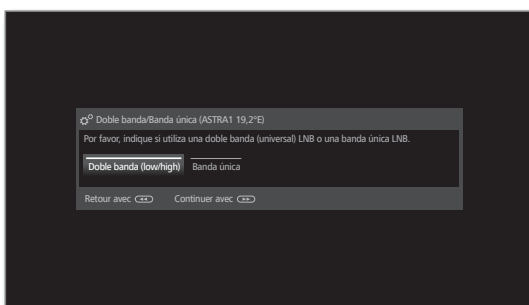 Doble banda/Banda única (ASTRA1 19,2°E)
Por favor, indique si utiliza una doble banda (universal) LNB o una banda única LNB.
Doble banda (low/high) Banda única
Retour avec Continuer avec